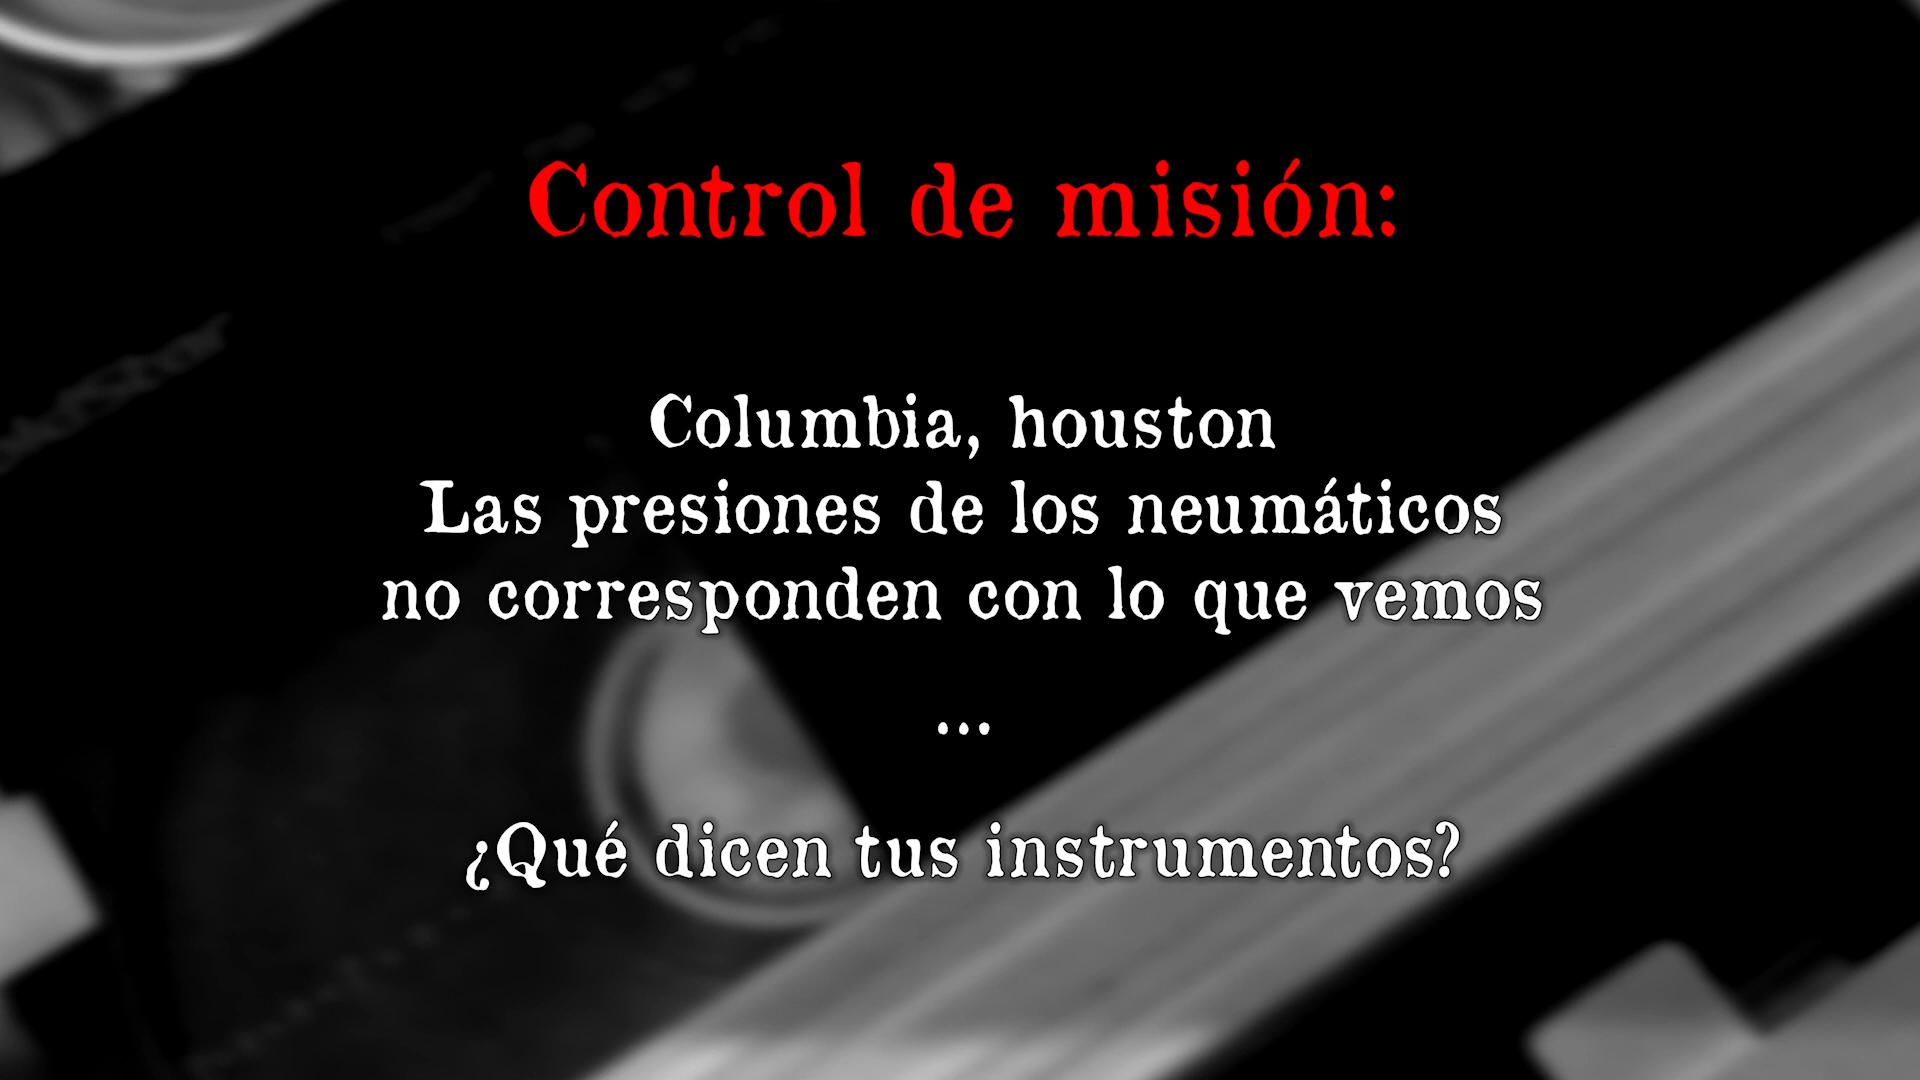 Control de misión:
Columbia, houston
Las presiones de los neumáticos
no corresponden con lo que vemos
...
¿Qué dicen tus instrumentos?